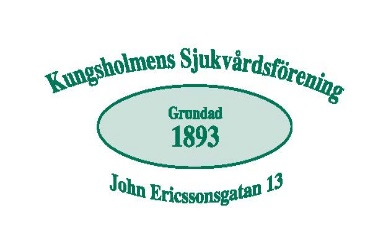 Kungsholmens Sjukvårdsförening
Grundad
1893
John Ericssonsgatan 13